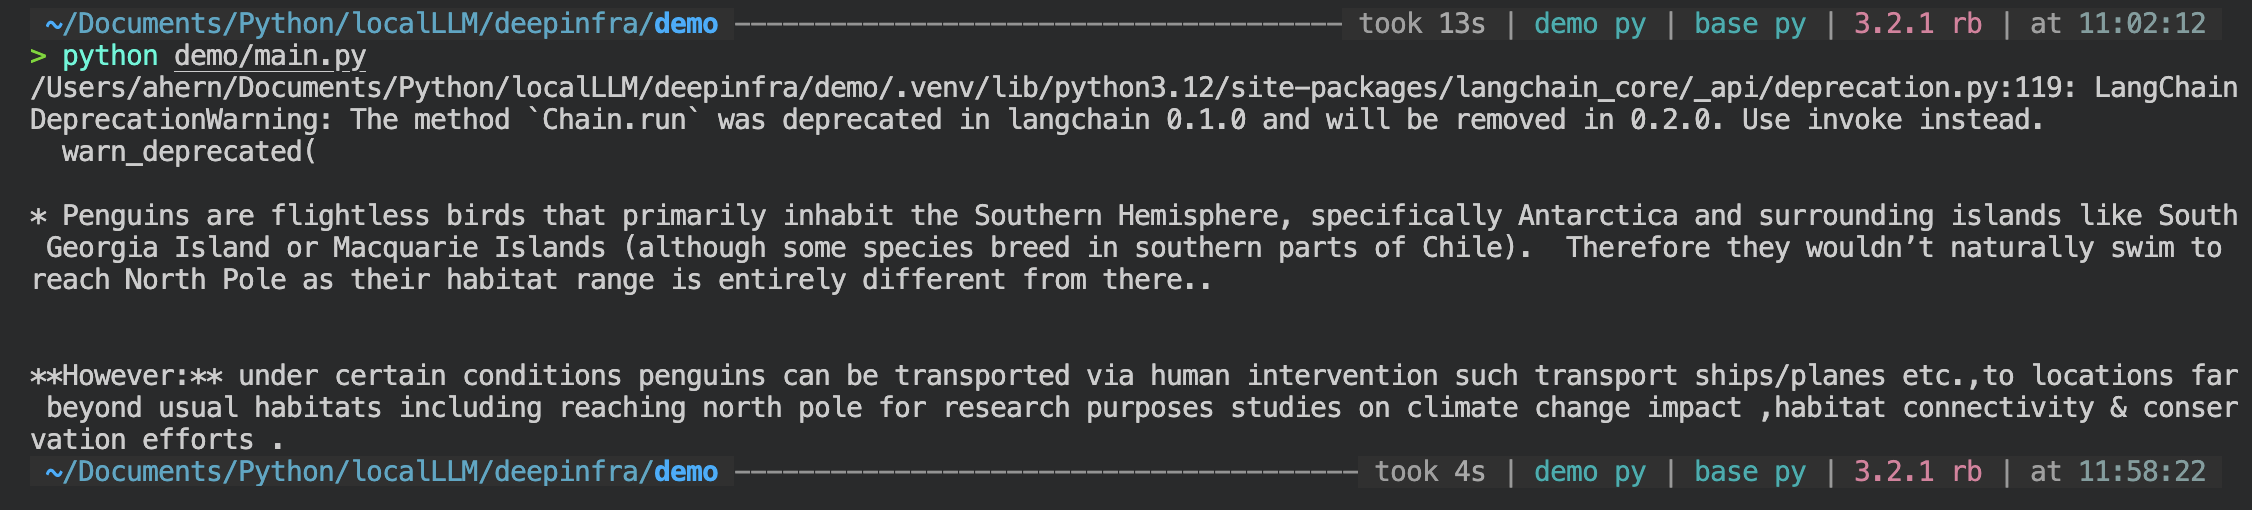 ~/Documents/Python/localLLM/deepinfra/demo ────────────────────────────────────── took 13s | demo py | base py | 3.2.1 rb | at 11:02:12
> python demo/main.py
/Users/ahern/Documents/Python/localLLM/deepinfra/demo/.venv/lib/python3.12/site-packages/langchain_core/_api/deprecation.py:119: LangChain
DeprecationWarning: The method `Chain.run` was deprecated in langchain 0.1.0 and will be removed in 0.2.0. Use invoke instead.
  warn_deprecated(
* Penguins are flightless birds that primarily inhabit the Southern Hemisphere, specifically Antarctica and surrounding islands like South
 Georgia Island or Macquarie Islands (although some species breed in southern parts of Chile).  Therefore they wouldn’t naturally swim to
reach North Pole as their habitat range is entirely different from there..
**However:** under certain conditions penguins can be transported via human intervention such transport ships/planes etc.,to locations far
 beyond usual habitats including reaching north pole for research purposes studies on climate change impact ,habitat connectivity & conser
vation efforts .
~/Documents/Python/localLLM/deepinfra/demo ─────────────────────────────────────── took 4s | demo py | base py | 3.2.1 rb | at 11:58:22